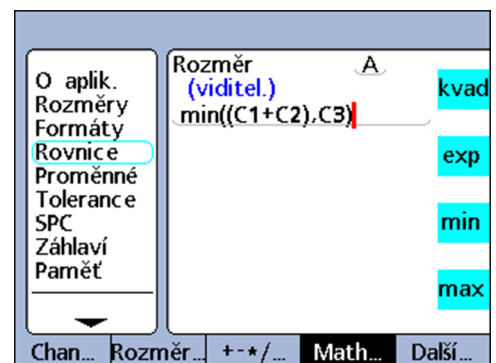 O aplik.
Rozměry
Formáty
Rovnice
Proměnné
Tolerance
SPC
Záhlaví
Paměť
Rozměr A
(viditel.)
min((C1+C2),C3)
kvad
exp
min
max
Chan... Rozměr... +-*/... Math... Další...